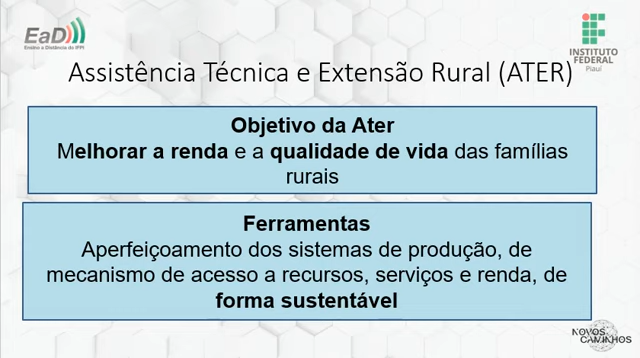 EaD
Ensino a Distância do IFPI
INSTITUTO
FEDERAL
Piauí
Assistência Técnica e Extensão Rural (ATER)
Objetivo da Ater
Melhorar a renda e a qualidade de vida das famílias
rurais
Ferramentas
Aperfeiçoamento dos sistemas de produção, de
mecanismo de acesso a recursos, serviços e renda, de
forma sustentável
NOVOS
CAMINHOS